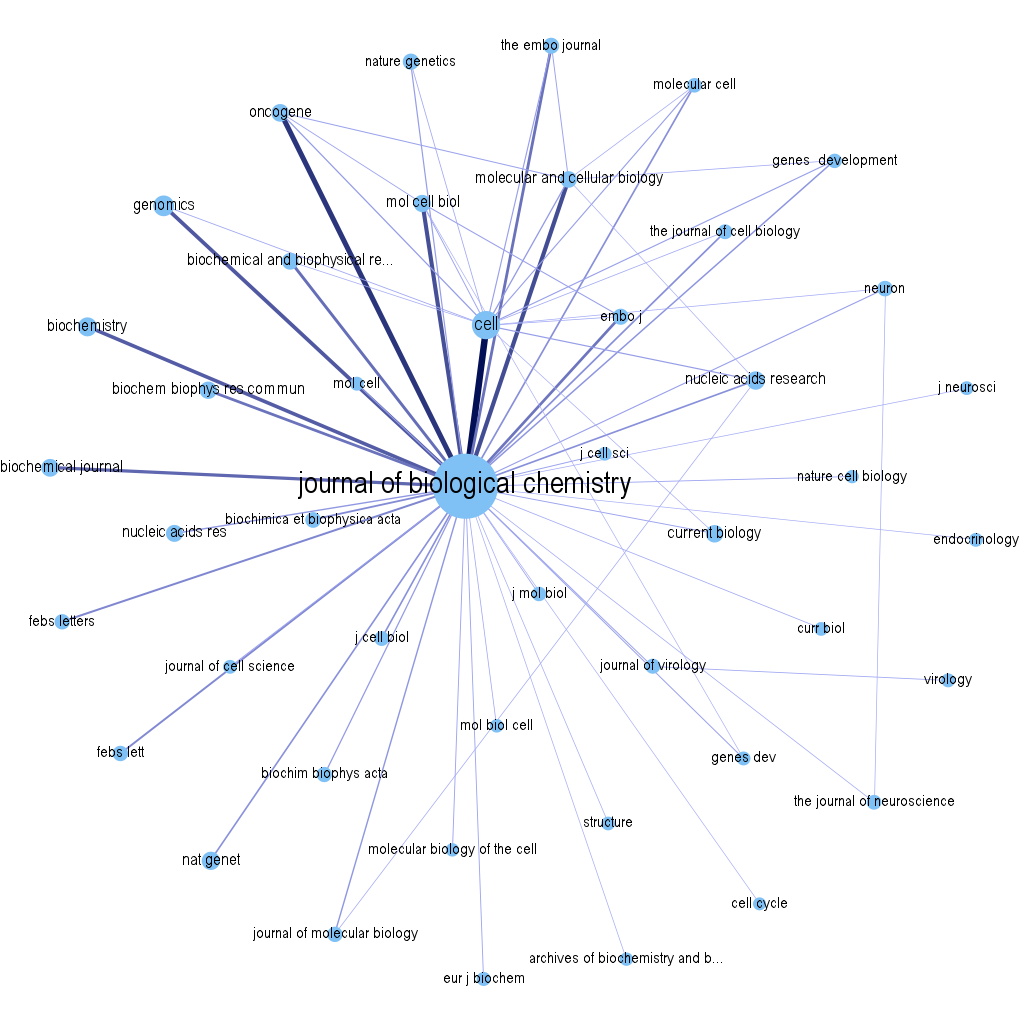 the embo journal
nature genetics
molecular cell
oncogene
genes development
molecular and cellular biology
mol cell biol
genomics
the journal of cell biology
biochemical and biophysical re...
neuron
embo j
cell
biochemistry
nucleic acids research
mol cell
biochem biophys res commun
j neurosci
j cell sci
biochemical journal
nature cell biology
journal of biological chemistry
biochimica et biophysica acta
nucleic acids res
current biology
endocrinology
j mol biol
febs letters
curr biol
j cell biol
journal of cell science
journal of virology
virology
mol biol cell
febs lett
genes dev
biochim biophys acta
the journal of neuroscience
structure
molecular biology of the cell
nat genet
cell cycle
journal of molecular biology
archives of biochemistry and b...
eur j biochem